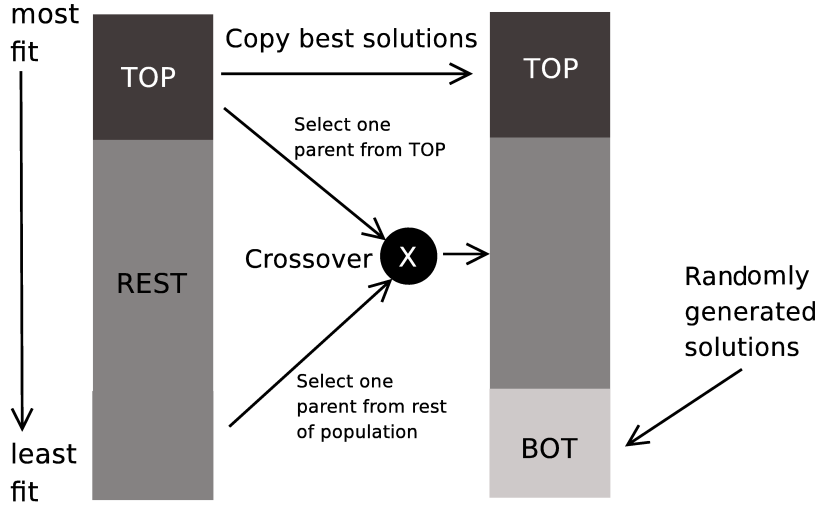 most
fit
TOP
Copy best solutions
TOP
Select one
parent from TOP
Crossover
X
REST
Randomly
generated
solutions
Select one
parent from rest
of population
least
fit
BOT